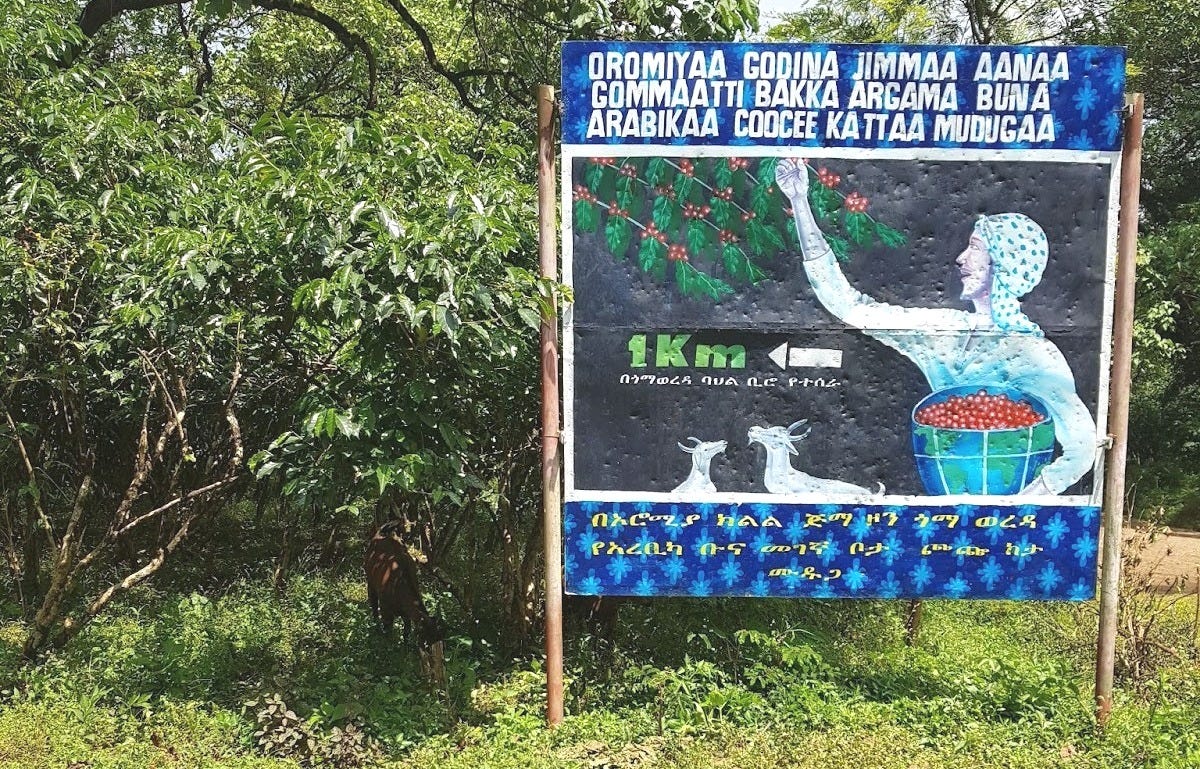 OROMIYAA GODINA JIMMAA AANAA
GOMMAATTI BAKKA ARGAMA BUNA
ARABIKAA COOCEE KATTAA MUDUGAA
1Km
በጎማወረዳ ባህል ቢሮ የተሰራ
በኦሮሚያ ክልል ጅማ ዞን ጎማ ወረዳ
የአረቢካ ቡና መገኛ ቦታ ጮጬ ከታ
ሙዱጋ